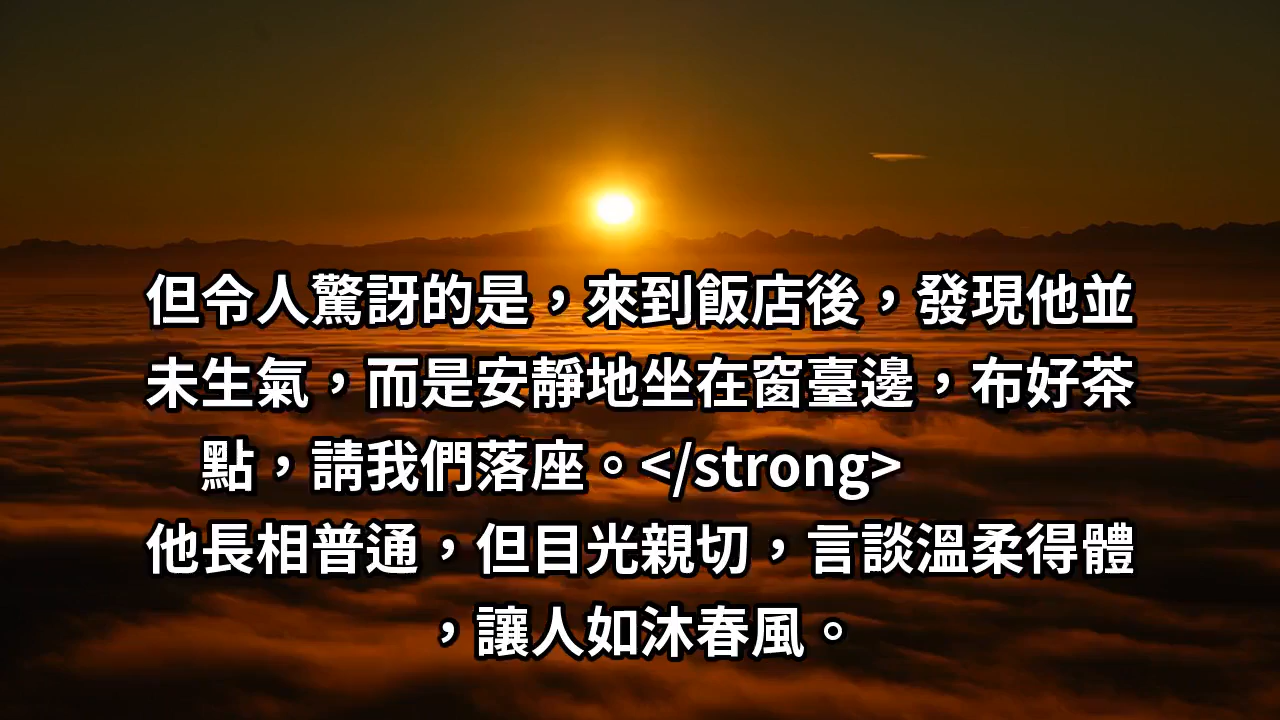 但令人驚訝的是，來到飯店後，發現他並
未生氣，而是安靜地坐在窗臺邊，布好茶
點，請我們落座。</strong>
他長相普通，但目光親切，言談溫柔得體
，讓人如沐春風。